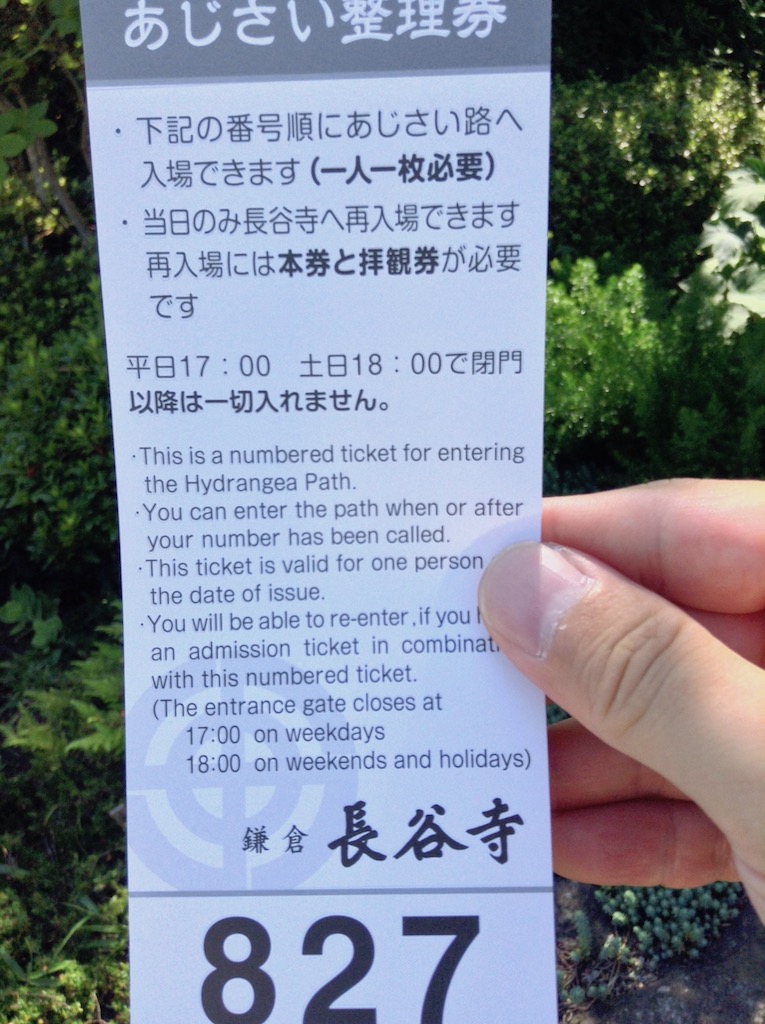 あじさい整理券
・下記の番号順にあじさい路へ
入場できます(一人一枚必要)
・当日のみ長谷寺へ再入場できます
再入場には本券と拝観券が必要
です
平日17：00　土日18：00で閉門
以降は一切入れません。
·This is a numbered ticket for entering
the Hydrangea Path.
·You can enter the path when or after
your number has been called.
·This ticket is valid for one person
the date of issue.
·You will be able to re-enter, if you
an admission ticket in
with this numbered ticket.
(The entrance gate closes at
17:00 on weekdays
18:00 on weekends and holidays)
鎌倉 長谷寺
827